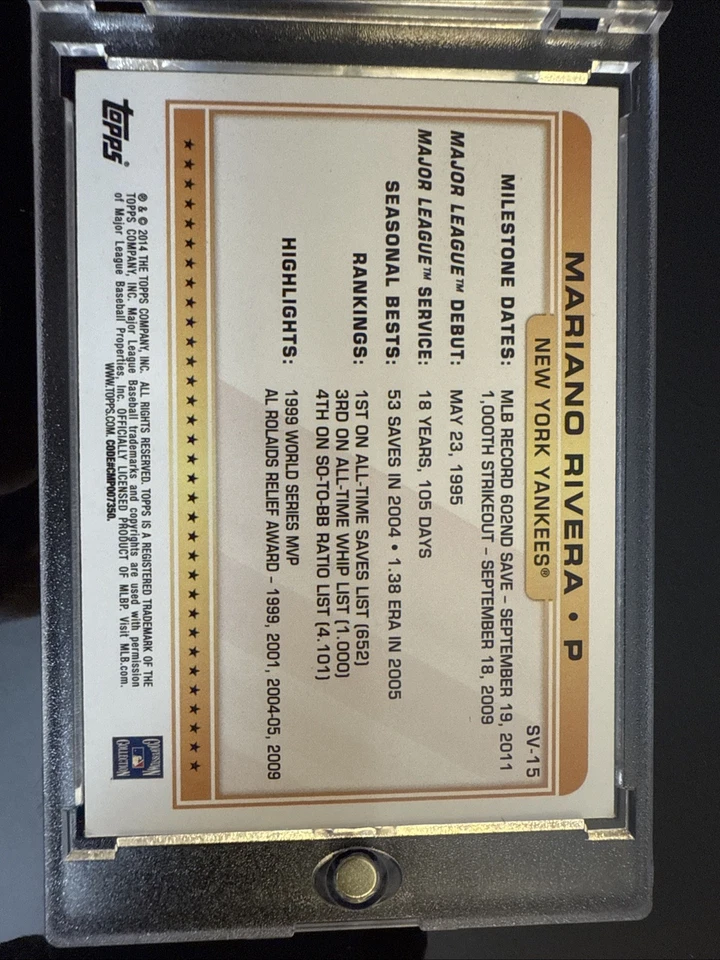 SV-15
MARIANO RIVERA • P
NEW YORK YANKEES®
MILESTONE DATES: MLB RECORD 602ND SAVE – SEPTEMBER 19, 2011
1,000TH STRIKEOUT – SEPTEMBER 18, 2009
MAJOR LEAGUE™ DEBUT: MAY 23, 1995
MAJOR LEAGUE™ SERVICE: 18 YEARS, 105 DAYS
SEASONAL BESTS: 53 SAVES IN 2004 • 1.38 ERA IN 2005
RANKINGS: 1ST ON ALL-TIME SAVES LIST (652)
3RD ON ALL-TIME WHIP LIST (1.000)
4TH ON SO-TO-BB RATIO LIST (4.101)
HIGHLIGHTS: 1999 WORLD SERIES MVP
AL ROLAIDS RELIEF AWARD – 1999, 2001, 2004-05, 2009
topps®
® & © 2014 THE TOPPS COMPANY, INC. ALL RIGHTS RESERVED. TOPPS IS A REGISTERED TRADEMARK OF THE
TOPPS COMPANY, INC. Major League Baseball trademarks and copyrights are used with permission
of Major League Baseball Properties, Inc. OFFICIALLY LICENSED PRODUCT OF MLBP. Visit MLB.com.
WWW.TOPPS.COM. CODE#CMP007350.
COOPERSTOWN
COLLECTION